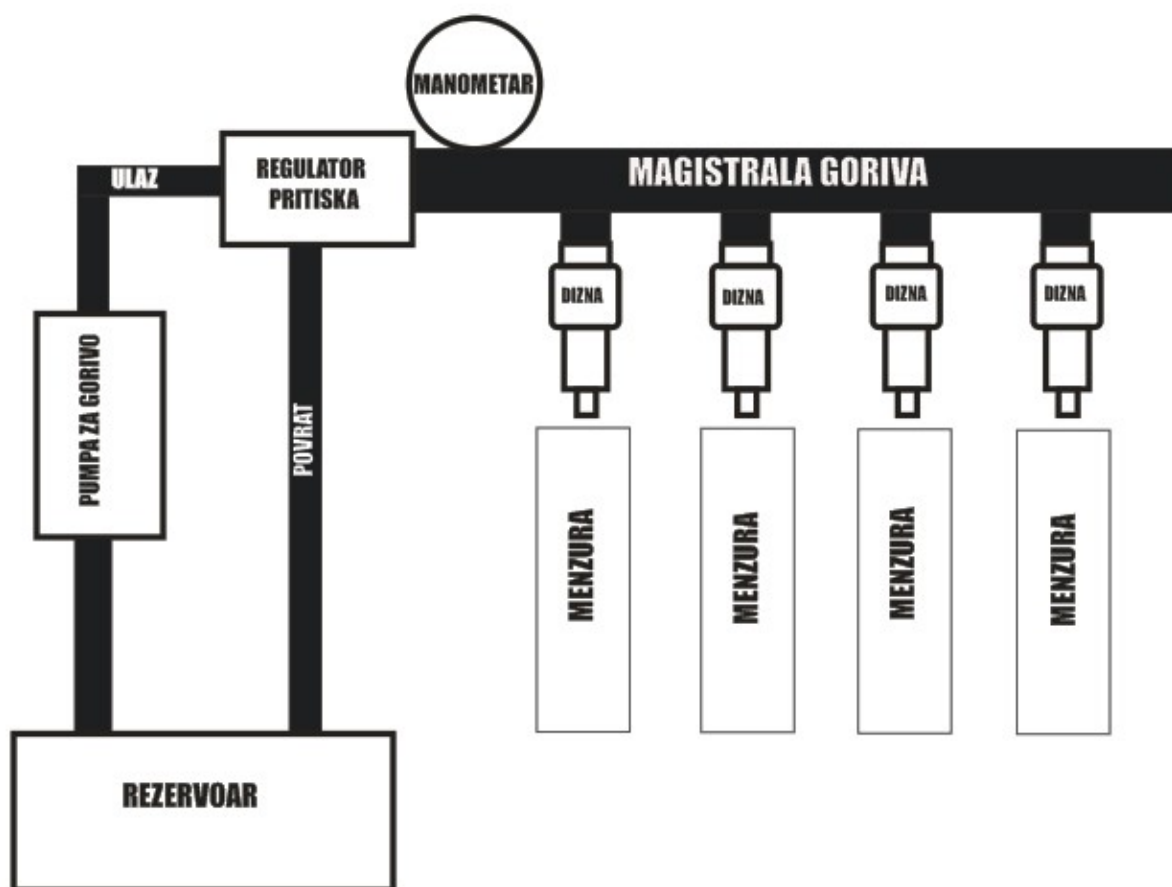 MANOMETAR
ULAZ
REGULATOR
PRITISKA
MAGISTRALA GORIVA
DIZNA
DIZNA
DIZNA
DIZNA
PUMPA ZA GORIVO
POVRAT
MENZURA
MENZURA
MENZURA
MENZURA
REZERVOAR